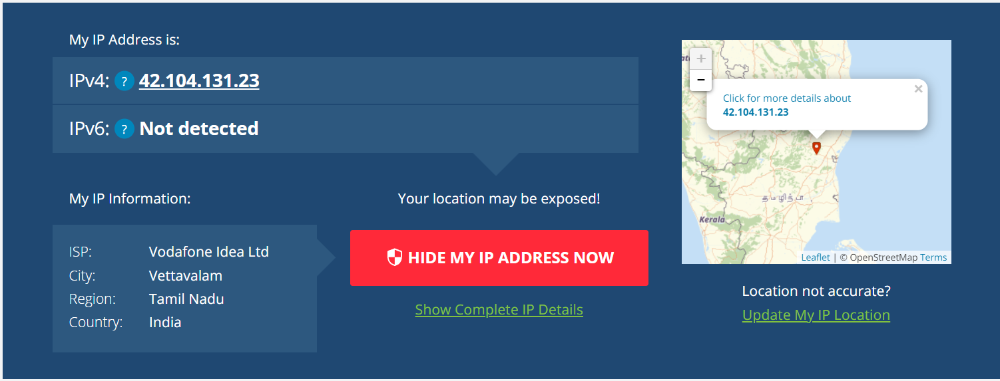 My IP Address is:
IPv4: ? 42.104.131.23
IPv6: ? Not detected
My IP Information:
ISP: Vodafone Idea Ltd
City: Vettavalam
Region: Tamil Nadu
Country: India
Your location may be exposed!
HIDE MY IP ADDRESS NOW
Show Complete IP Details
+
−
×
Click for more details about
42.104.131.23
Kerala
Leaflet | © OpenStreetMap Terms
Location not accurate?
Update My IP Location